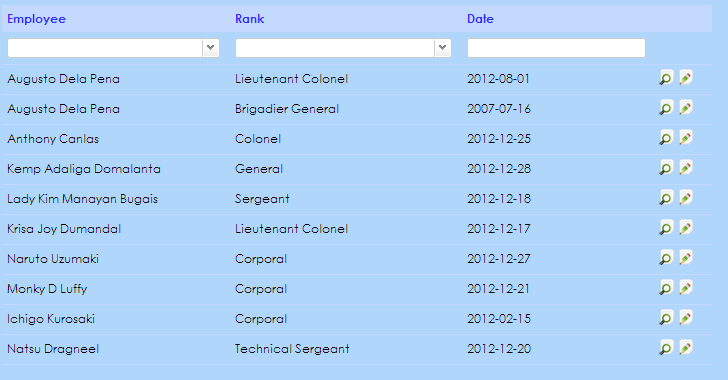 Employee Rank Date
Augusto Dela Pena Lieutenant Colonel 2012-08-01
Augusto Dela Pena Brigadier General 2007-07-16
Anthony Canlas Colonel 2012-12-25
Kemp Adaliga Domalanta General 2012-12-28
Lady Kim Manayan Bugais Sergeant 2012-12-18
Krisa Joy Dumandal Lieutenant Colonel 2012-12-17
Naruto Uzumaki Corporal 2012-12-27
Monky D Luffy Corporal 2012-12-21
Ichigo Kurosaki Corporal 2012-02-15
Natsu Dragneel Technical Sergeant 2012-12-20